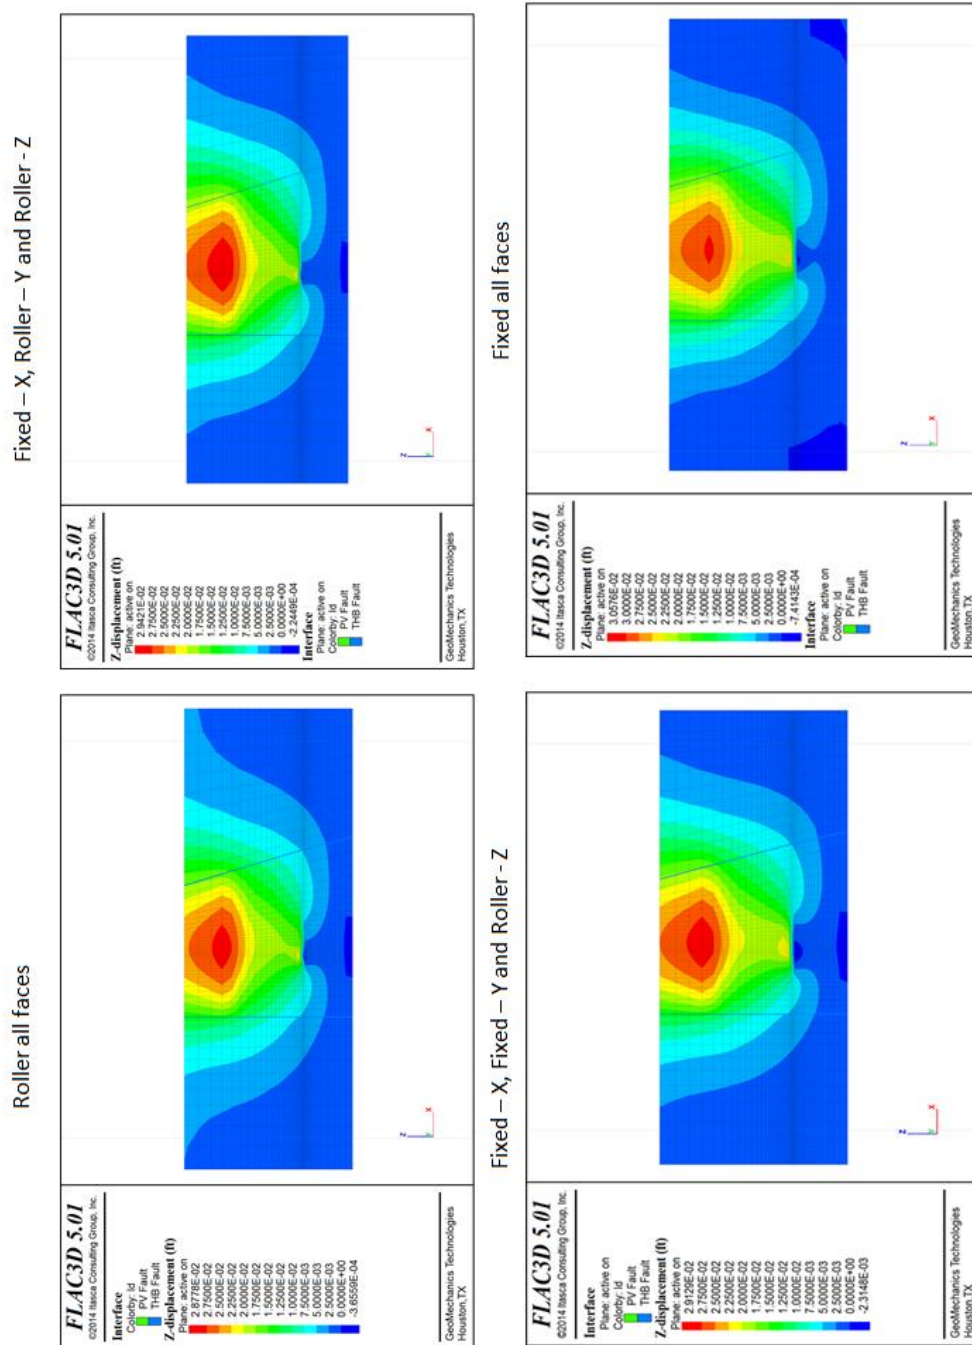 Roller all faces
FLAC3D 5.01
©2014 Itasca Consulting Group, Inc.
Interface
Colorby: Id
PV Fault
THB Fault
Z-displacement (ft)
Plane: active on
2.8778E-02
2.7500E-02
2.5000E-02
2.2500E-02
2.0000E-02
1.7500E-02
1.5000E-02
1.2500E-02
1.0000E-02
7.5000E-03
5.0000E-03
2.5000E-03
0.0000E+00
-3.6559E-04
GeoMechanics Technologies
Houston,TX
Z
Y
X
Fixed – X, Roller – Y and Roller - Z
FLAC3D 5.01
©2014 Itasca Consulting Group, Inc.
Z-displacement (ft)
Plane: active on
2.9421E-02
2.7500E-02
2.5000E-02
2.2500E-02
2.0000E-02
1.7500E-02
1.5000E-02
1.2500E-02
1.0000E-02
7.5000E-03
5.0000E-03
2.5000E-03
0.0000E+00
-2.2449E-04
Interface
Plane: active on
Colorby: Id
PV Fault
THB Fault
GeoMechanics Technologies
Houston,TX
Z
Y
X
Fixed – X, Fixed – Y and Roller - Z
FLAC3D 5.01
©2014 Itasca Consulting Group, Inc.
Interface
Plane: active on
Colorby: Id
PV Fault
THB Fault
Z-displacement (ft)
Plane: active on
2.9129E-02
2.7500E-02
2.5000E-02
2.2500E-02
2.0000E-02
1.7500E-02
1.5000E-02
1.2500E-02
1.0000E-02
7.5000E-03
5.0000E-03
2.5000E-03
0.0000E+00
-2.3148E-03
GeoMechanics Technologies
Houston,TX
Z
Y
X
Fixed all faces
FLAC3D 5.01
©2014 Itasca Consulting Group, Inc.
Z-displacement (ft)
Plane: active on
3.0576E-02
3.0000E-02
2.7500E-02
2.5000E-02
2.2500E-02
2.0000E-02
1.7500E-02
1.5000E-02
1.2500E-02
1.0000E-02
7.5000E-03
5.0000E-03
2.5000E-03
0.0000E+00
-7.4143E-04
Interface
Plane: active on
Colorby: Id
PV Fault
THB Fault
GeoMechanics Technologies
Houston,TX
Z
Y
X